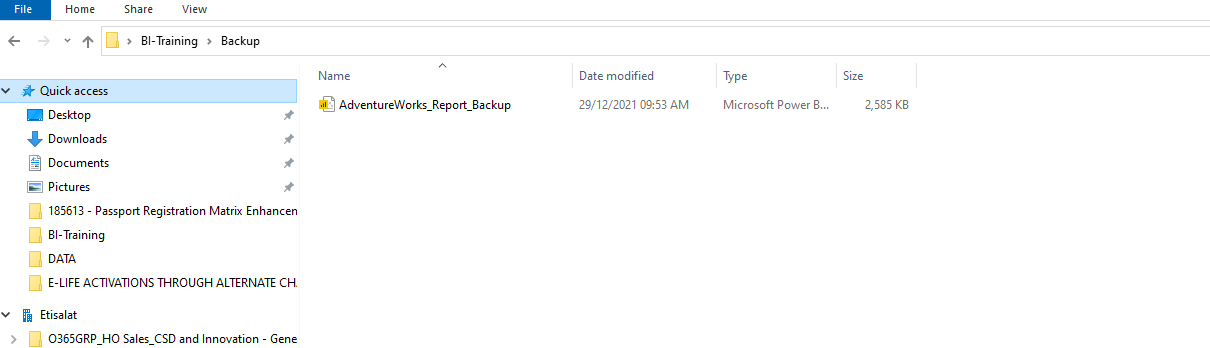 File Home Share View
BI-Training Backup
Name Date modified Type Size
Quick access
AdventureWorks_Report_Backup 29/12/2021 09:53 AM Microsoft Power B... 2,585 KB
Desktop
Downloads
Documents
Pictures
185613 - Passport Registration Matrix Enhancen
BI-Training
DATA
E-LIFE ACTIVATIONS THROUGH ALTERNATE CH
Etisalat
O365GRP_HO Sales_CSD and Innovation - Gene